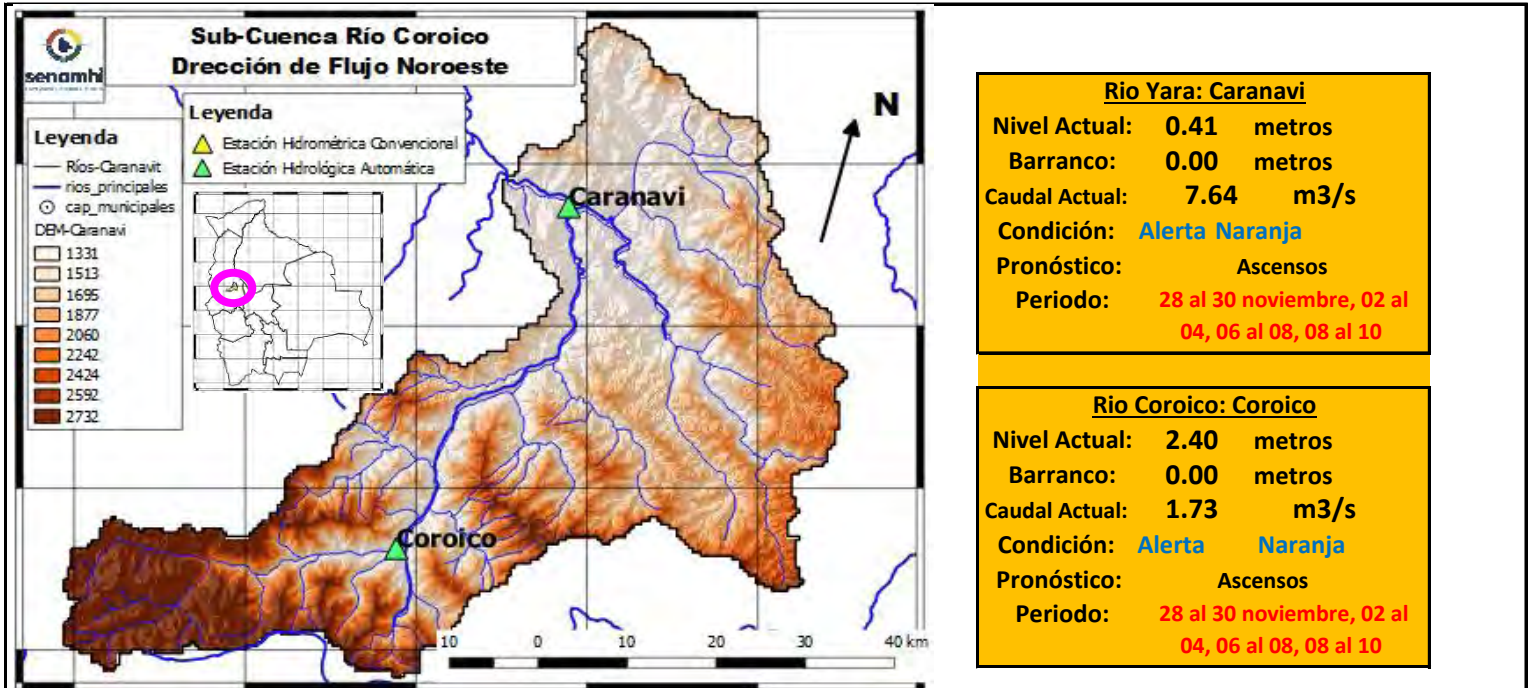 senamhi
Sub-Cuenca Río Coroico
Drección de Flujo Noroeste
Leyenda
Estación Hidrométrica Convencional
Estación Hidrológica Automática
Leyenda
Ríos-Caranavit
rios_principales
cap_municipales
DEM-Caranavi
1331
1513
1695
1877
2060
2242
2424
2592
2732
N
Caranavi
Coroico
10 0 10 20 30 40 km
Rio Yara: Caranavi
Nivel Actual: 0.41 metros
Barranco: 0.00 metros
Caudal Actual: 7.64 m3/s
Condición: Alerta Naranja
Pronóstico: Ascensos
Periodo: 28 al 30 noviembre, 02 al
04, 06 al 08, 08 al 10
Rio Coroico: Coroico
Nivel Actual: 2.40 metros
Barranco: 0.00 metros
Caudal Actual: 1.73 m3/s
Condición: Alerta Naranja
Pronóstico: Ascensos
Periodo: 28 al 30 noviembre, 02 al
04, 06 al 08, 08 al 10